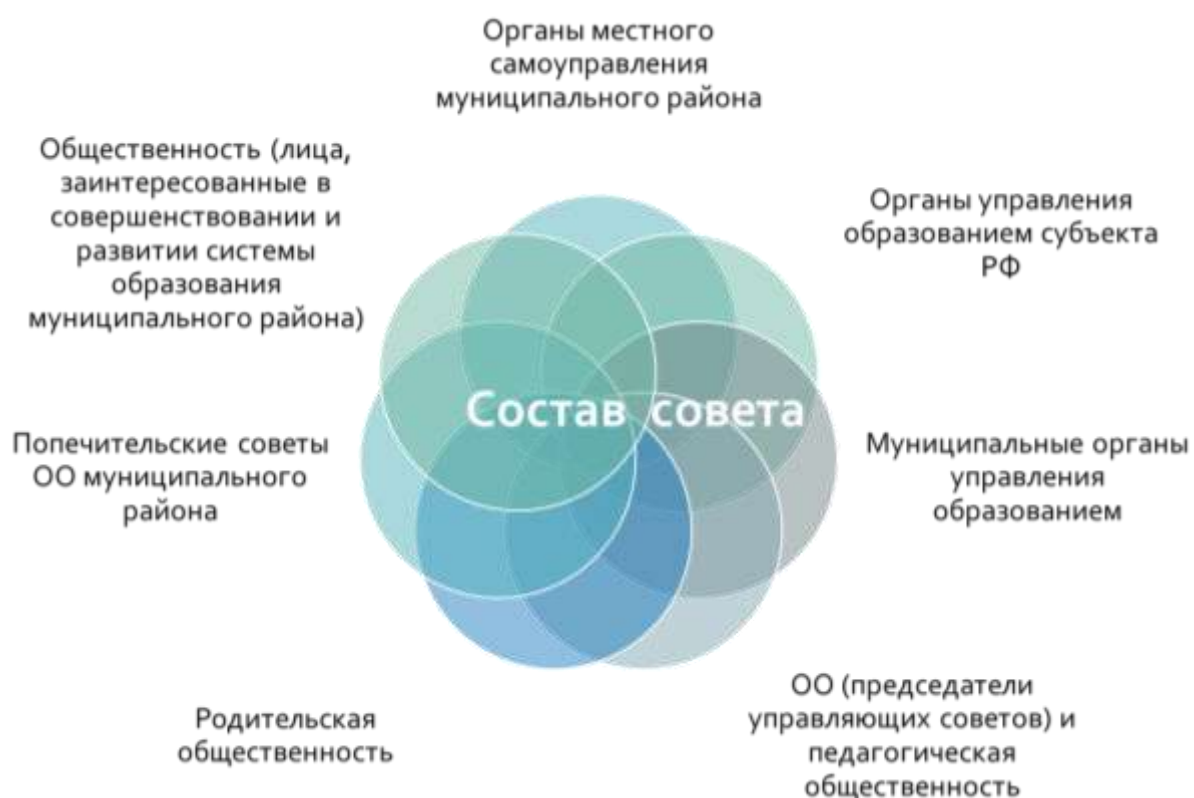 Органы местного
самоуправления
муниципального района
Общественность (лица,
заинтересованные в
совершенствовании и
развитии системы
образования
муниципального района)
Органы управления
образованием субъекта
РФ
Состав совета
Попечительские советы
ОО муниципального
района
Муниципальные органы
управления
образованием
Родительская
общественность
ОО (председатели
управляющих советов) и
педагогическая
общественность